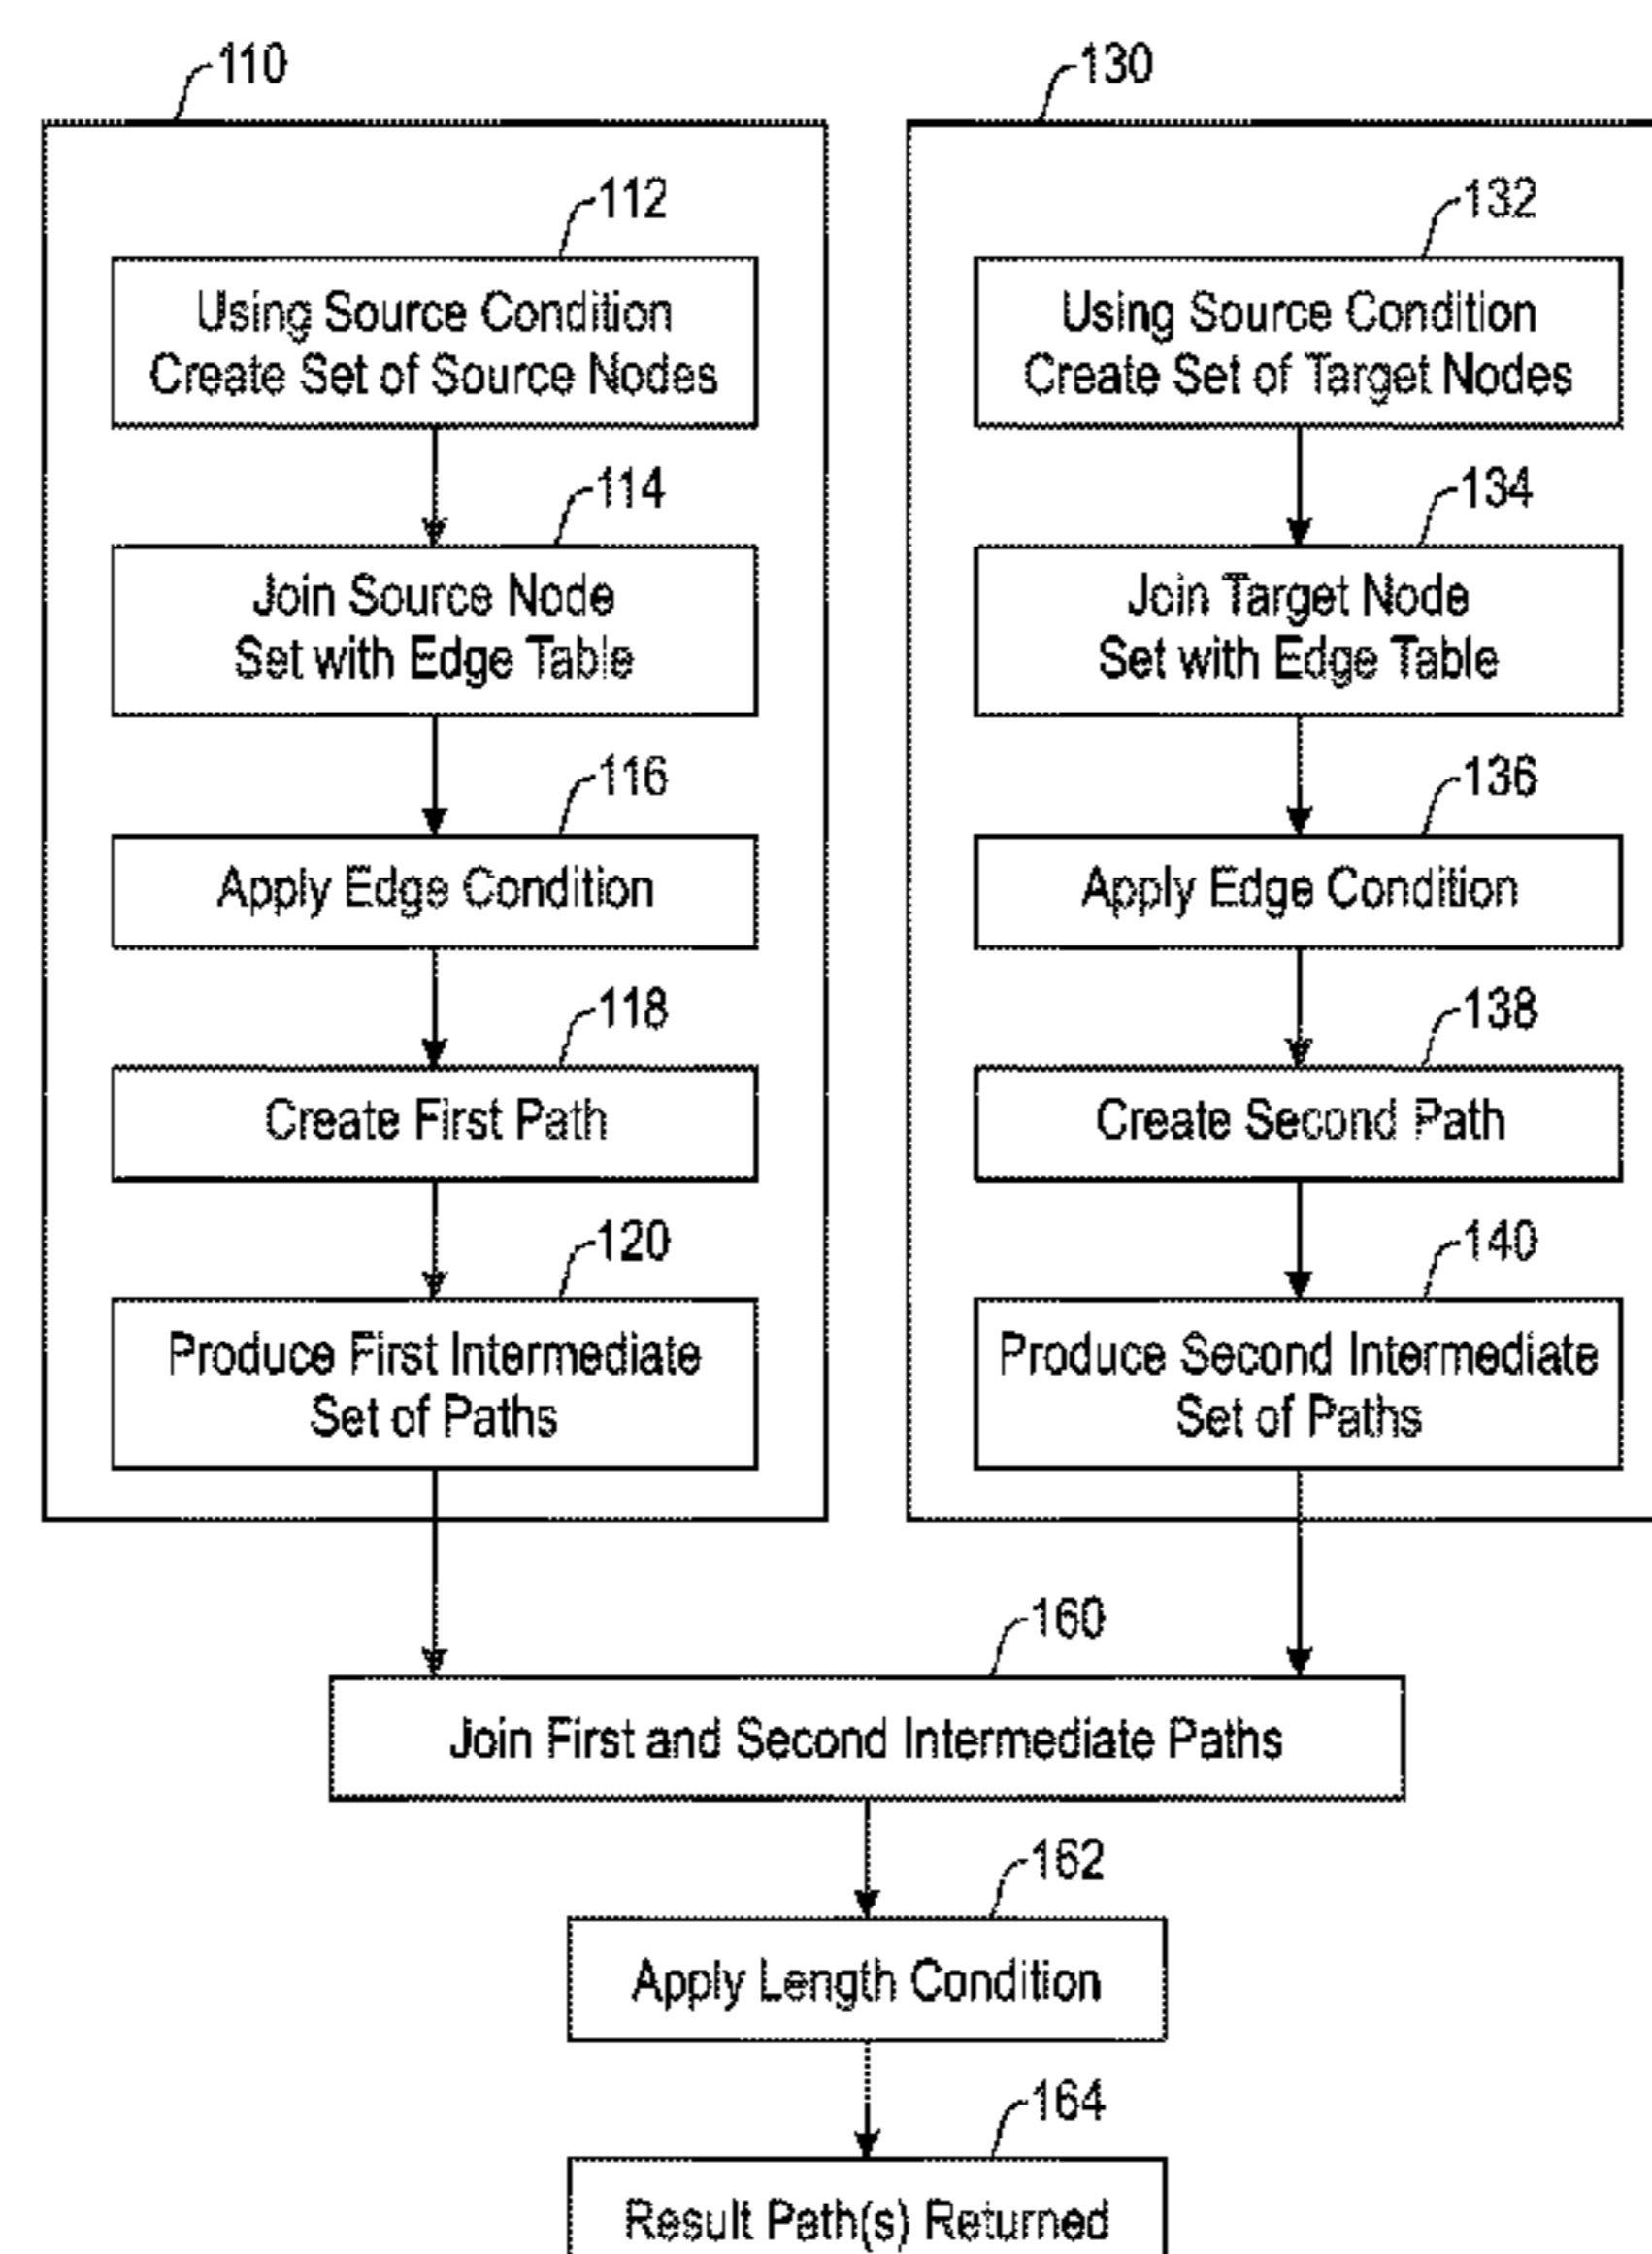 110
112
Using Source Condition
Create Set of Source Nodes
114
Join Source Node
Set with Edge Table
116
Apply Edge Condition
118
Create First Path
120
Produce First Intermediate
Set of Paths
130
132
Using Source Condition
Create Set of Target Nodes
134
Join Target Node
Set with Edge Table
136
Apply Edge Condition
138
Create Second Path
140
Produce Second Intermediate
Set of Paths
160
Join First and Second Intermediate Paths
162
Apply Length Condition
164
Result Path(s) Returned